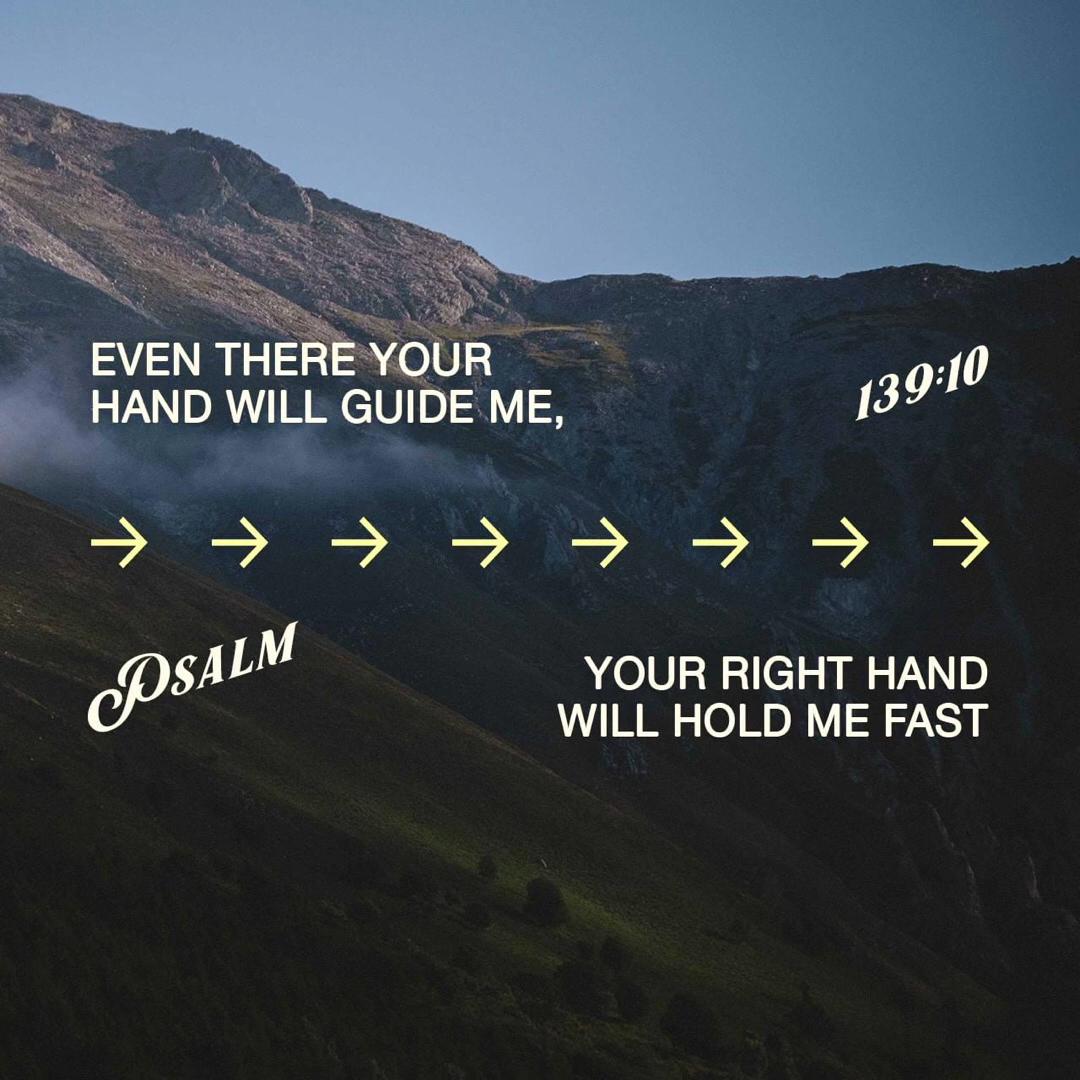 EVEN THERE YOUR
HAND WILL GUIDE ME,
139:10
→ → → → → → → →
PSALM
YOUR RIGHT HAND
WILL HOLD ME FAST